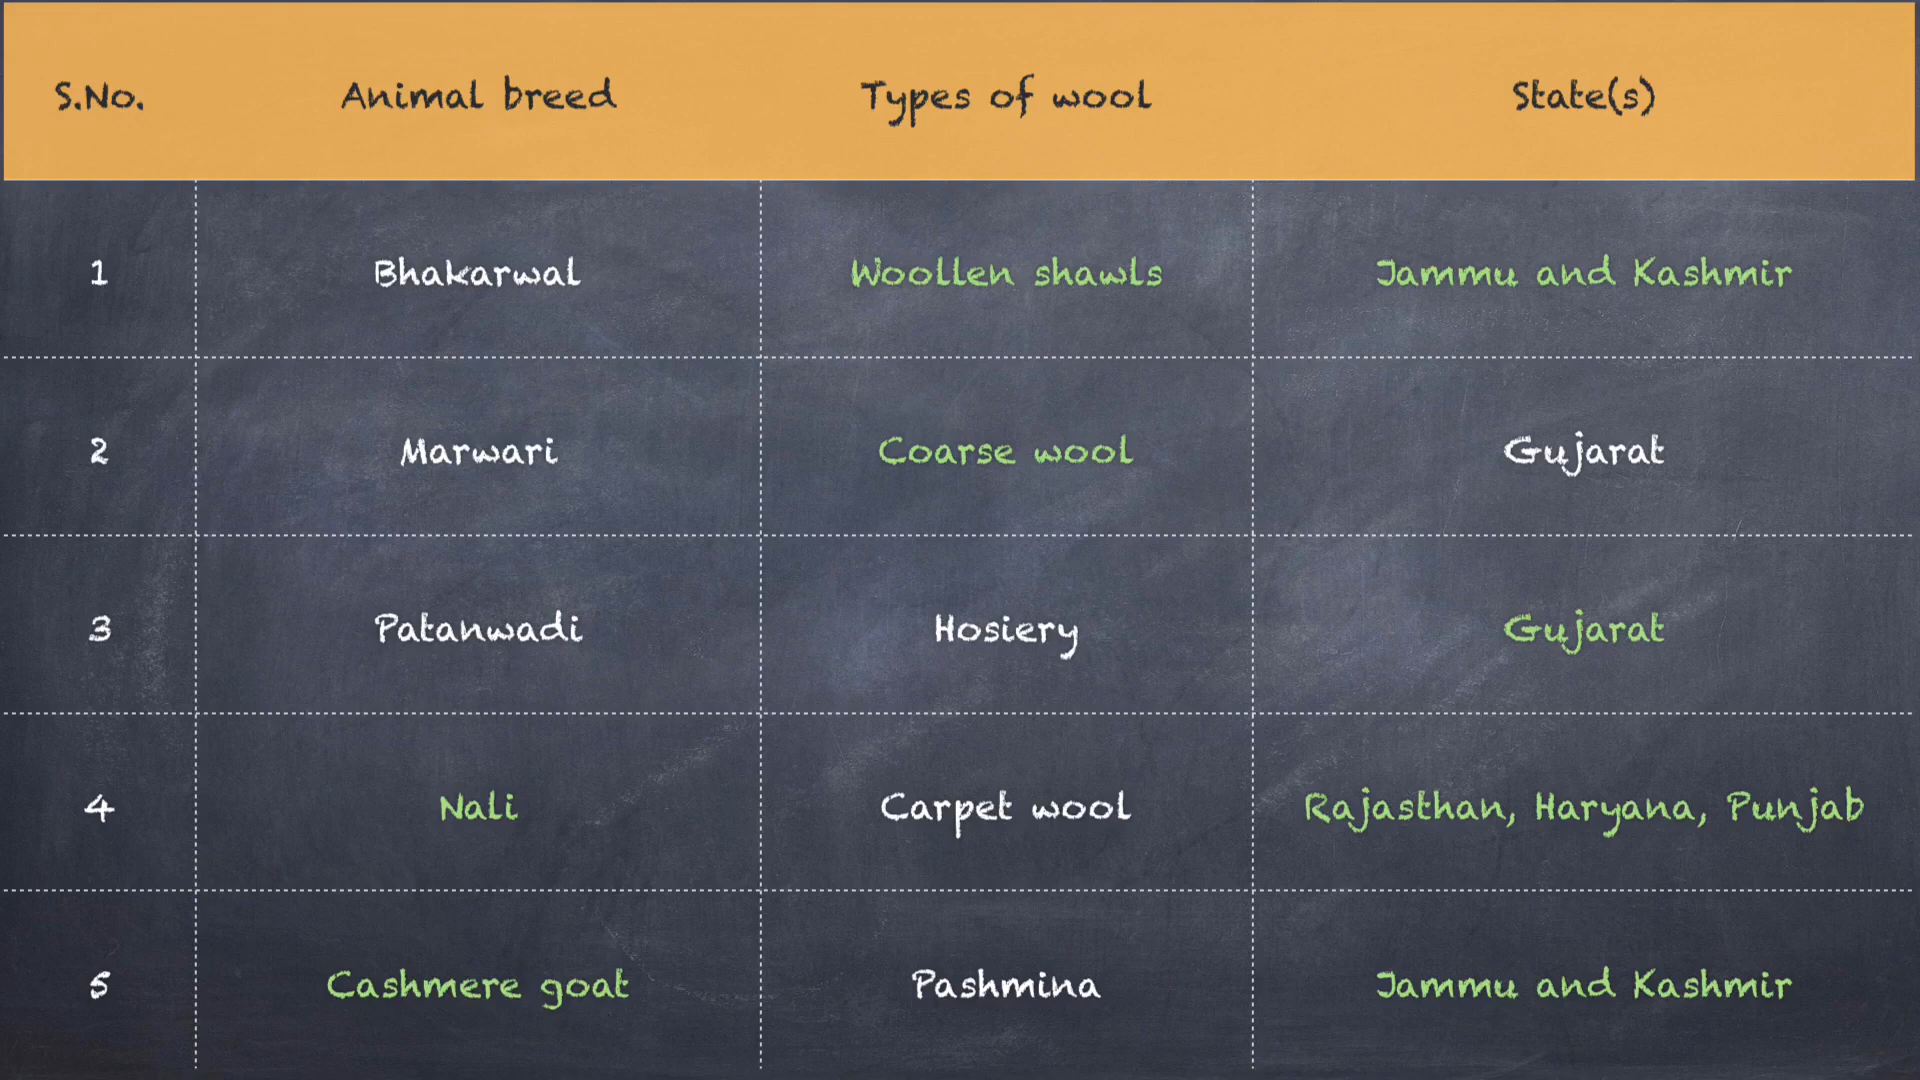 S.No. Animal breed Types of wool State(s)
1 Bhakarwal Woollen shawls Jammu and Kashmir
2 Marwari Coarse wool Gujarat
3 Patanwadi Hosiery Gujarat
4 Nali Carpet wool Rajasthan, Haryana, Punjab
5 Cashmere goat Pashmina Jammu and Kashmir